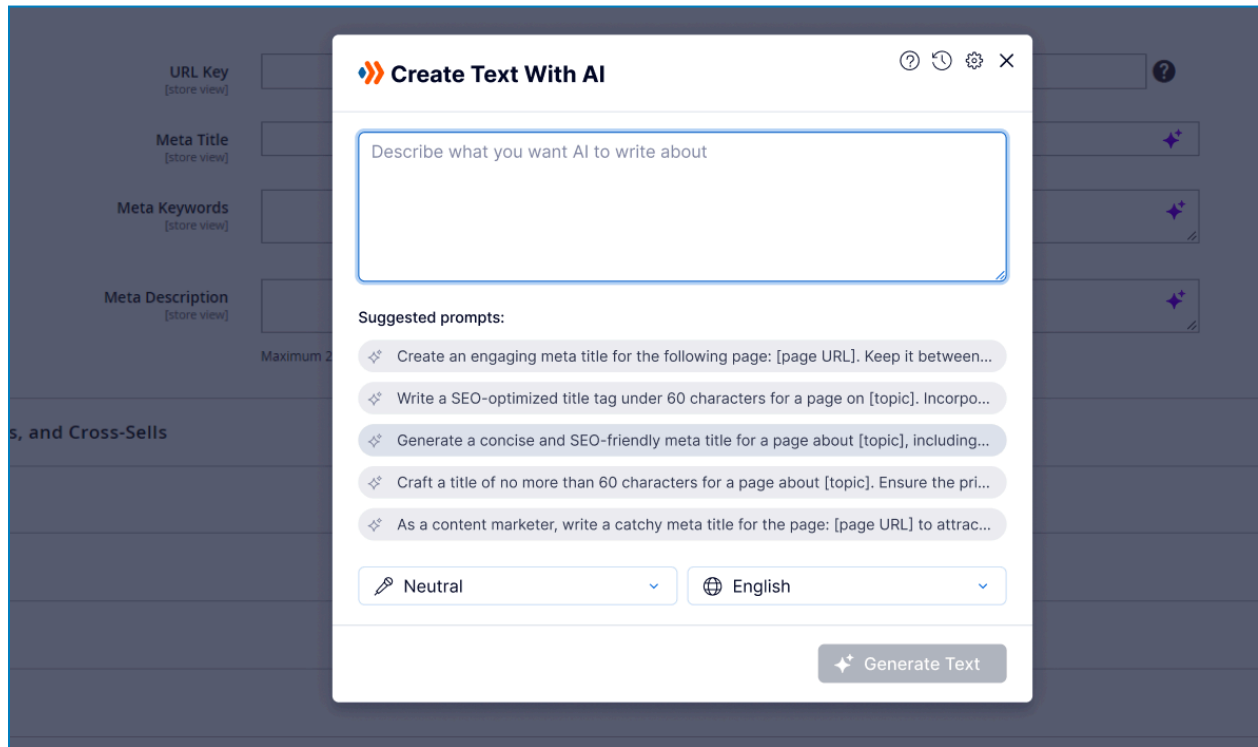 Create Text With AI
URL Key
[store view]
Meta Title
[store view]
Describe what you want AI to write about
Meta Keywords
[store view]
Meta Description
[store view]
Maximum 2
Suggested prompts:
Create an engaging meta title for the following page: [page URL]. Keep it between...
Write a SEO-optimized title tag under 60 characters for a page on [topic]. Incorpo...
s, and Cross-Sells
Generate a concise and SEO-friendly meta title for a page about [topic], including...
Craft a title of no more than 60 characters for a page about [topic]. Ensure the pri...
As a content marketer, write a catchy meta title for the page: [page URL] to attrac...
Neutral
English
Generate Text